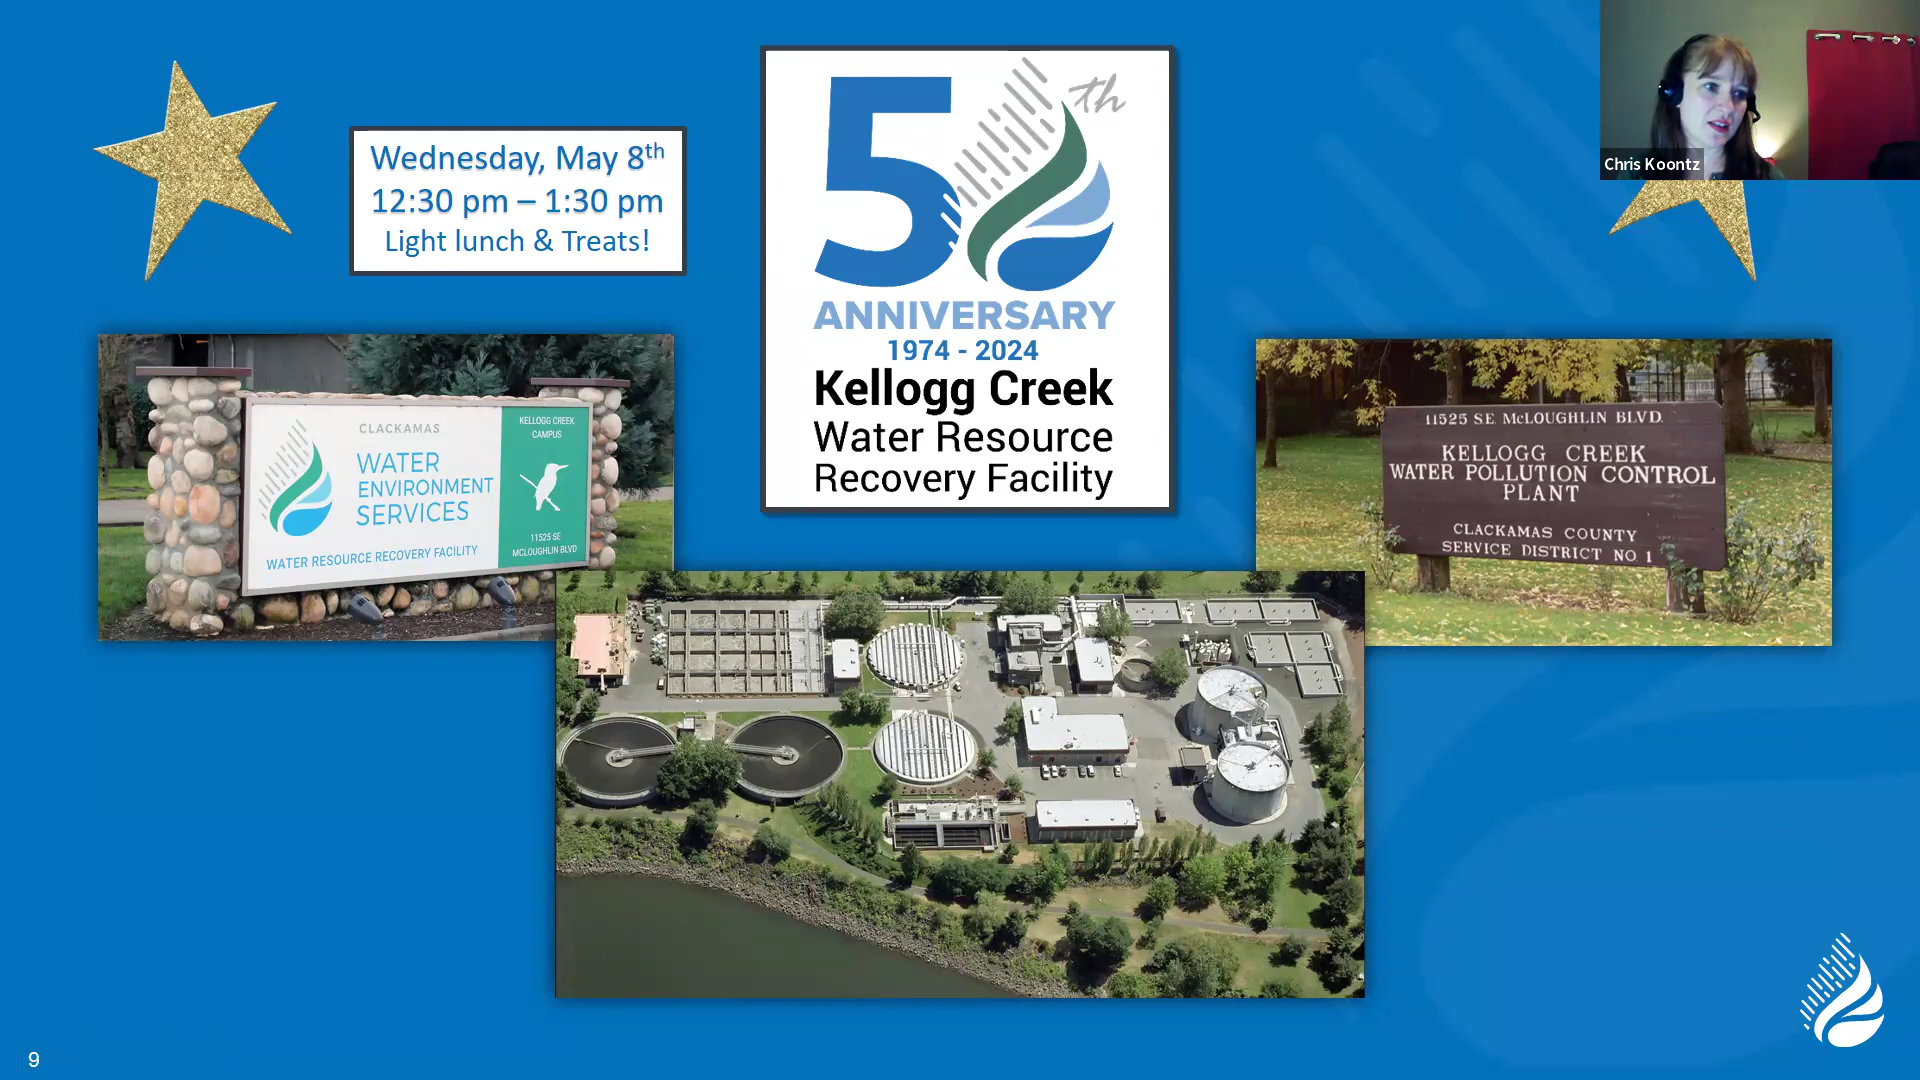 Wednesday, May 8th
12:30 pm – 1:30 pm
Light lunch & Treats!
50th
ANNIVERSARY
1974 - 2024
Kellogg Creek
Water Resource
Recovery Facility
Chris Koontz
CLACKAMAS
WATER
ENVIRONMENT
SERVICES
WATER RESOURCE RECOVERY FACILITY
KELLOGG CREEK
CAMPUS
11525 SE
MCLOUGHLIN BLVD
11525 S.E. McLOUGHLIN BLVD.
KELLOGG CREEK
WATER POLLUTION CONTROL
PLANT
CLACKAMAS COUNTY
SERVICE DISTRICT NO. 1
9